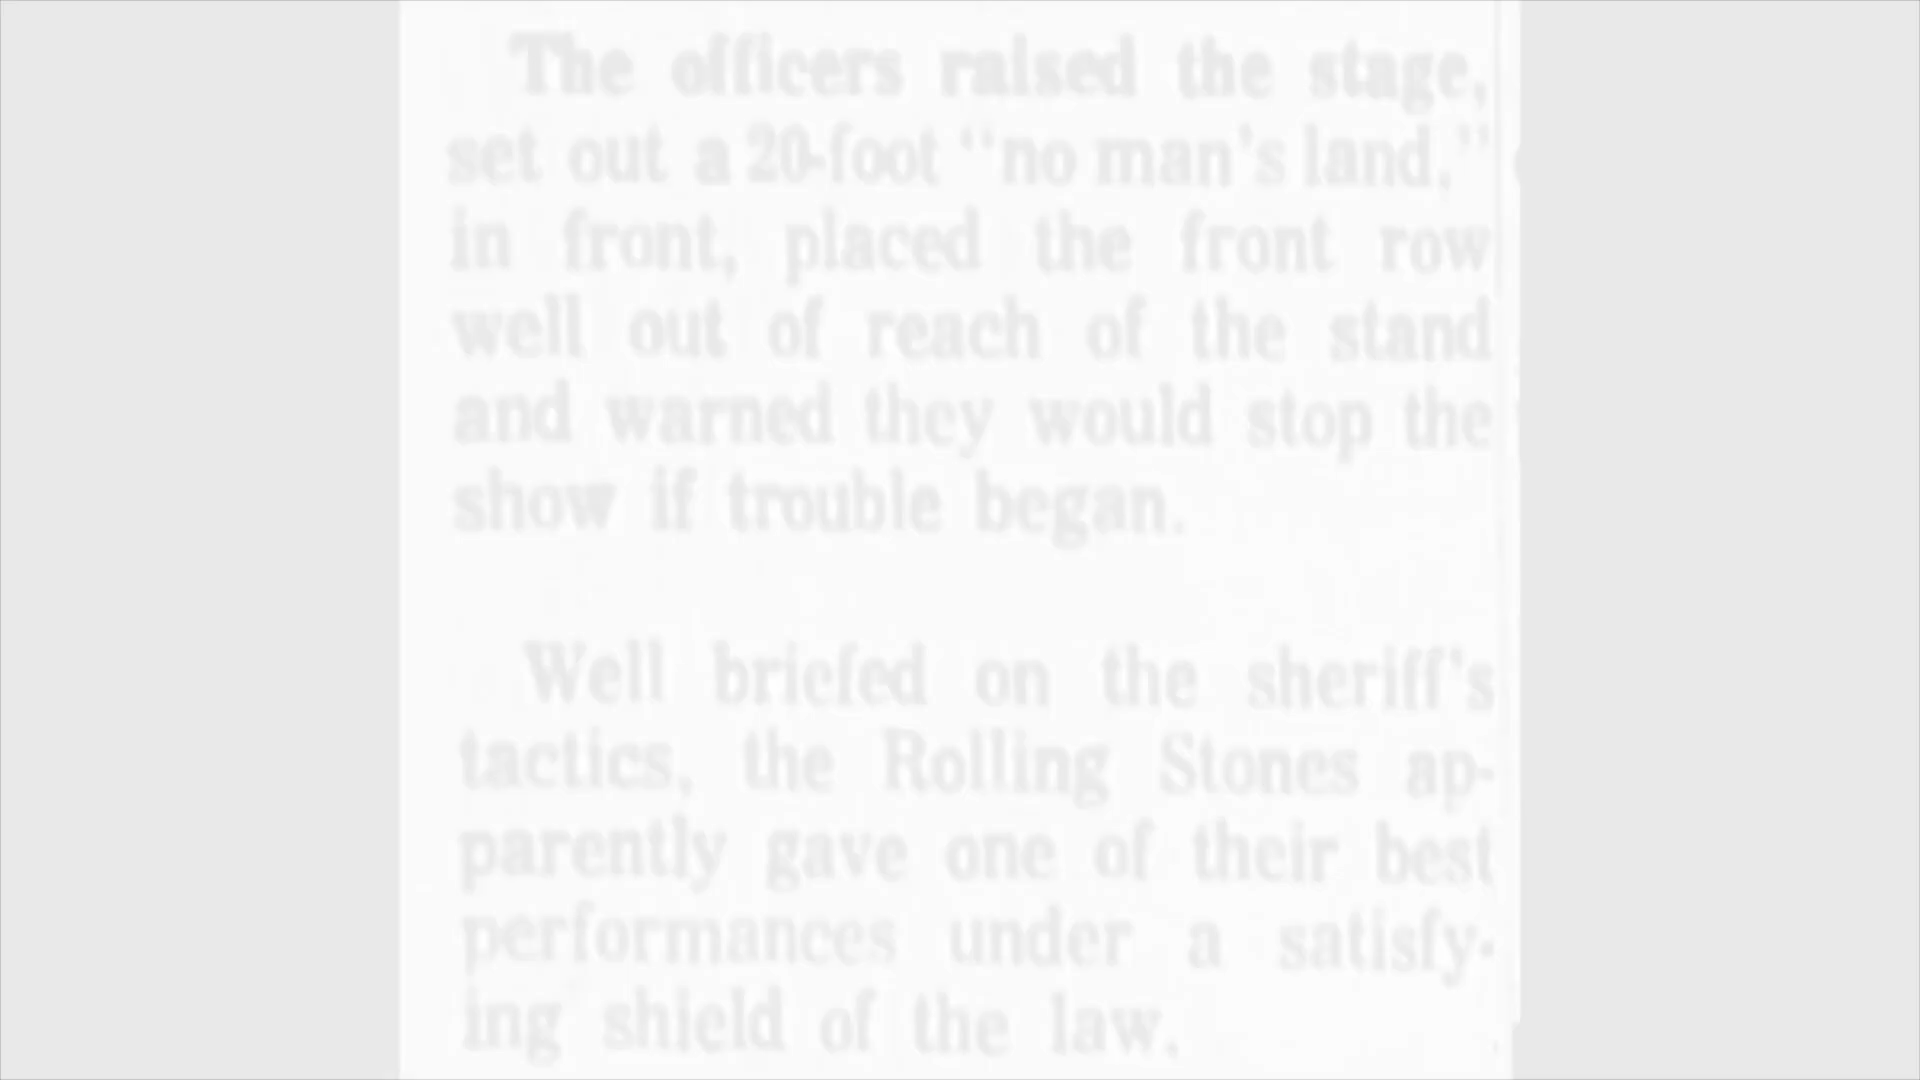 The officers raised the stage,
set out a 20-foot "no man's land,"
in front, placed the front row
well out of reach of the stand
and warned they would stop the
show if trouble began.
Well briefed on the sheriff's
tactics, the Rolling Stones ap-
parently gave one of their best
performances under a satisfy-
ing shield of the law.